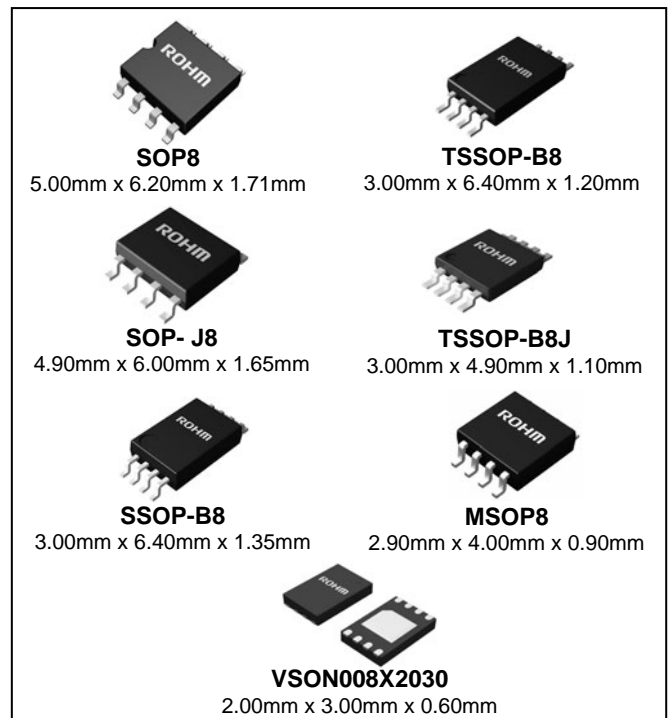 ROHM
ROHM
SOP8
5.00mm x 6.20mm x 1.71mm
TSSOP-B8
3.00mm x 6.40mm x 1.20mm
ROHM
ROHM
SOP- J8
4.90mm x 6.00mm x 1.65mm
TSSOP-B8J
3.00mm x 4.90mm x 1.10mm
ROHM
ROHM
SSOP-B8
3.00mm x 6.40mm x 1.35mm
MSOP8
2.90mm x 4.00mm x 0.90mm
ROHM
VSON008X2030
2.00mm x 3.00mm x 0.60mm